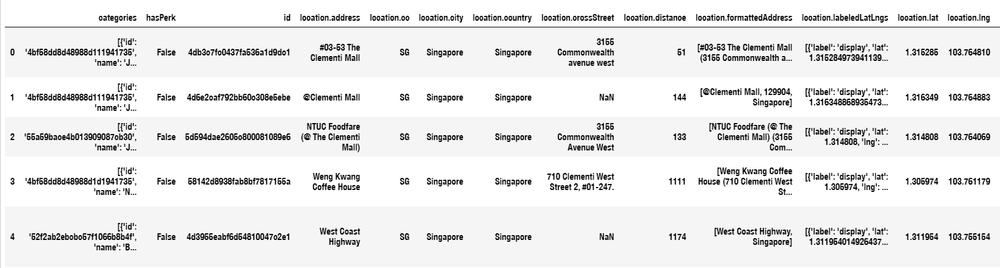 oategories hasPerk id looation.address looation.oo looation.oity looation.oountry looation.orossStreet looation.distanoe looation.formattedAddress looation.labeledLatLngs looation.lat looation.lng
0
[{'id':
'4bf58dd8d48988d111941735',
'name': 'J...
False
4db3o7fo0437fa536a1d9do1
#03-53 The
Clementi Mall
SG
Singapore
Singapore
3155
Commonwealth
avenue west
51
[#03-53 The Clementi Mall
(3155 Commonwealth a...
[{'label': 'display', 'lat':
1.315284973941139...
1.315285
103.764810
1
[{'id':
'4bf58dd8d48988d111941735',
'name': 'J...
False
4d6e2oaf792bb60o308e5ebe
@Clementi Mall
SG
Singapore
Singapore
NaN
144
[@Clementi Mall, 129904,
Singapore]
[{'label': 'display', 'lat':
1.316348868935473...
1.316349
103.764883
2
[{'id':
'55a59baoe4b013909087ob30',
'name': 'J...
False
5d594dae2605o800081089e6
NTUC Foodfare
(@ The Clementi
Mall)
SG
Singapore
Singapore
3155
Commonwealth
Avenue West
133
[NTUC Foodfare (@ The
Clementi Mall) (3155
Com...
[{'label': 'display', 'lat':
1.314808, 'lng': ...
1.314808
103.764069
3
[{'id':
'4bf58dd8d48988d1d1941735',
'name': 'N...
False
58142d8938fab8bf7817155a
Weng Kwang
Coffee House
SG
Singapore
Singapore
710 Clementi West
Street 2, #01-247.
1111
[Weng Kwang Coffee
House (710 Clementi West
St...
[{'label': 'display', 'lat':
1.305974, 'lng': ...
1.305974
103.761179
4
[{'id':
'52f2ab2ebobo57f1066b8b4f',
'name': 'B...
False
4d3955eabf6d54810047o2e1
West Coast
Highway
SG
Singapore
Singapore
NaN
1174
[West Coast Highway,
Singapore]
[{'label': 'display', 'lat':
1.311954014926437...
1.311954
103.755154